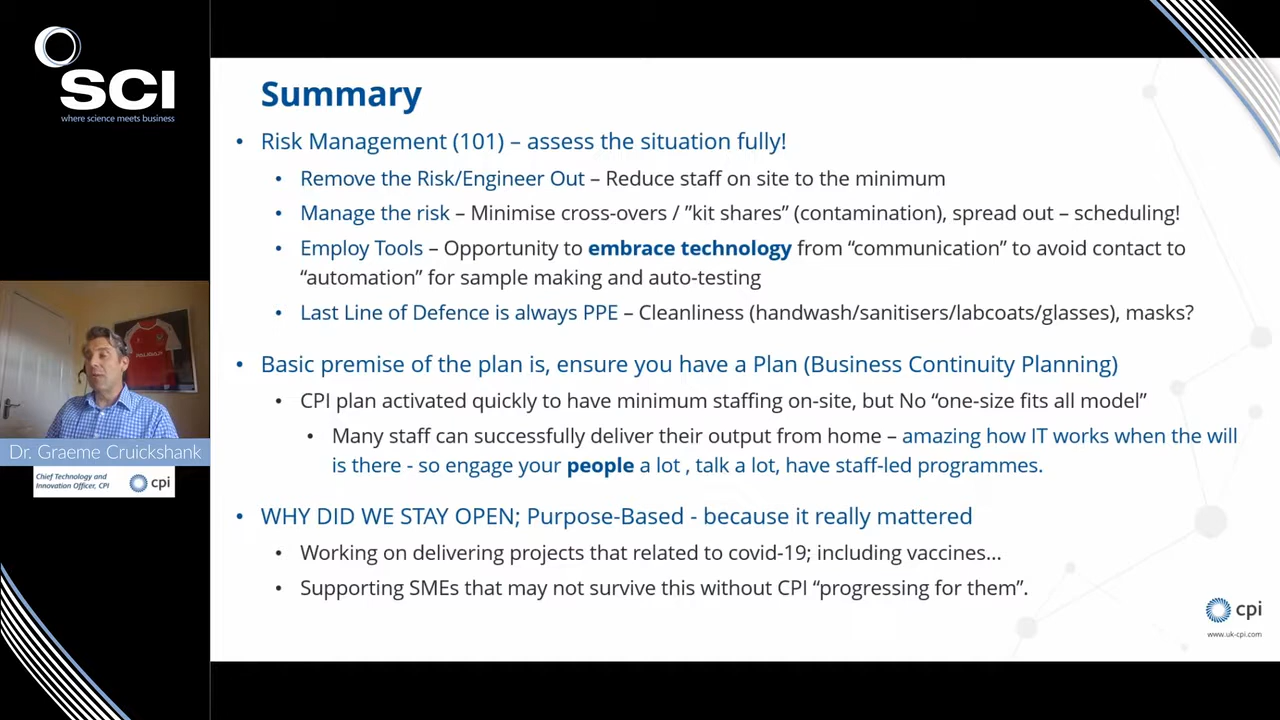 SCI
where science meets business
Dr. Graeme Cruickshank
Chief Technology and
Innovation Officer, CPI
cpi
Summary
• Risk Management (101) – assess the situation fully!
• Remove the Risk/Engineer Out – Reduce staff on site to the minimum
• Manage the risk – Minimise cross-overs / ”kit shares” (contamination), spread out – scheduling!
• Employ Tools – Opportunity to embrace technology from “communication” to avoid contact to
“automation” for sample making and auto-testing
• Last Line of Defence is always PPE – Cleanliness (handwash/sanitisers/labcoats/glasses), masks?
• Basic premise of the plan is, ensure you have a Plan (Business Continuity Planning)
• CPI plan activated quickly to have minimum staffing on-site, but No “one-size fits all model”
• Many staff can successfully deliver their output from home – amazing how IT works when the will
is there - so engage your people a lot , talk a lot, have staff-led programmes.
• WHY DID WE STAY OPEN; Purpose-Based - because it really mattered
• Working on delivering projects that related to covid-19; including vaccines...
• Supporting SMEs that may not survive this without CPI “progressing for them”.
cpi
www.uk-cpi.com